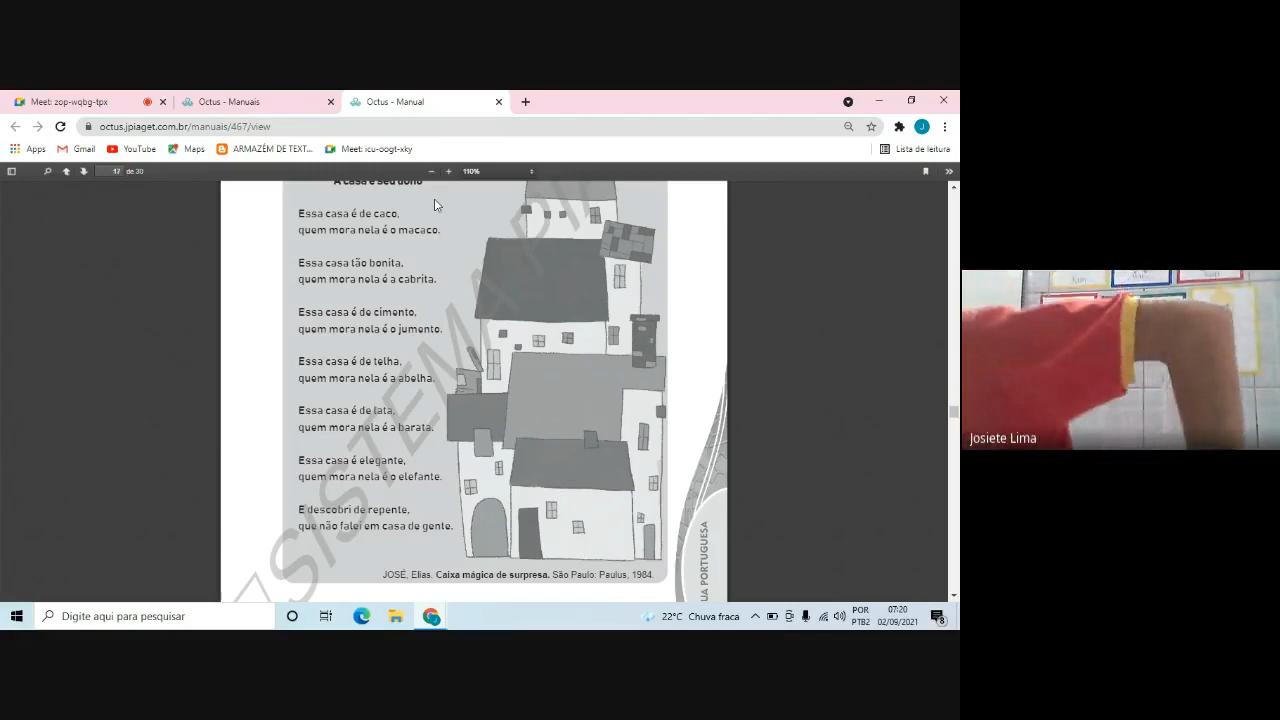 Meet: zop-wqbg-tpx
Octus - Manuais
Octus - Manual
octus.jpiaget.com.br/manuais/467/view
Apps Gmail YouTube Maps ARMAZÉM DE TEXT... Meet: icu-oogt-xky Lista de leitura
17 de 30
110%
A casa e seu dono
Essa casa é de caco,
quem mora nela é o macaco.
Essa casa tão bonita,
quem mora nela é a cabrita.
Essa casa é de cimento,
quem mora nela é o jumento.
Essa casa é de telha,
quem mora nela é a abelha.
Essa casa é de lata,
quem mora nela é a barata.
Essa casa é elegante,
quem mora nela é o elefante.
E descobri de repente,
que não falei em casa de gente.
JOSÉ, Elias. Caixa mágica de surpresa. São Paulo: Paulus, 1984.
SISTEMA PIA
UA PORTUGUESA
Josiete Lima
Digite aqui para pesquisar
22°C Chuva fraca
POR
PTB2
07:20
02/09/2021
8